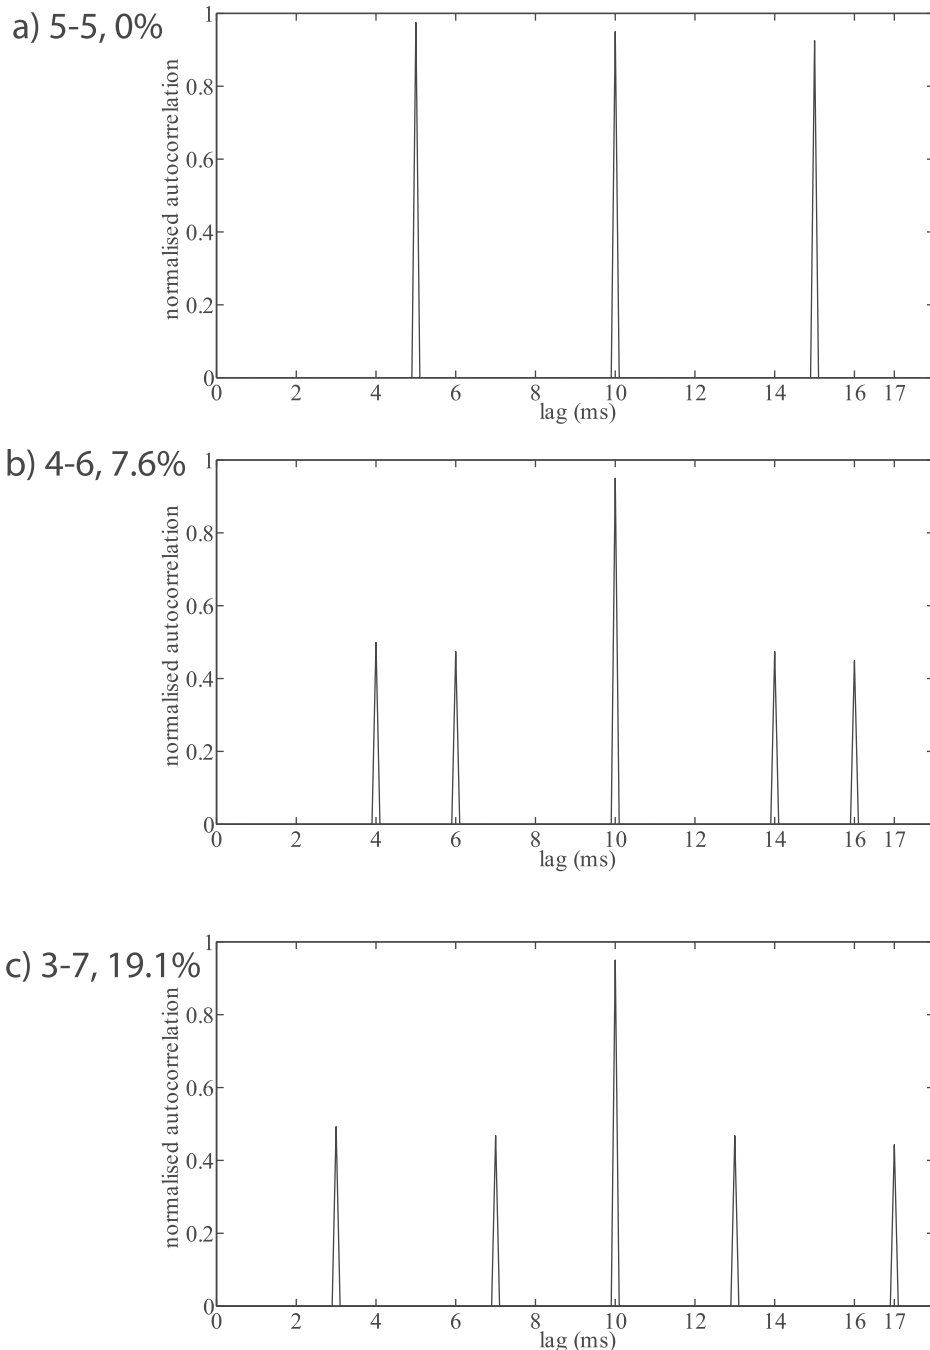 a) 5-5, 0%
normalised autocorrelation
1
0.8
0.6
0.4
0.2
0
0 2 4 6 8 10 12 14 16 17
lag (ms)
b) 4-6, 7.6%
normalised autocorrelation
1
0.8
0.6
0.4
0.2
0
0 2 4 6 8 10 12 14 16 17
lag (ms)
c) 3-7, 19.1%
normalised autocorrelation
1
0.8
0.6
0.4
0.2
0
0 2 4 6 8 10 12 14 16 17
lag (ms)